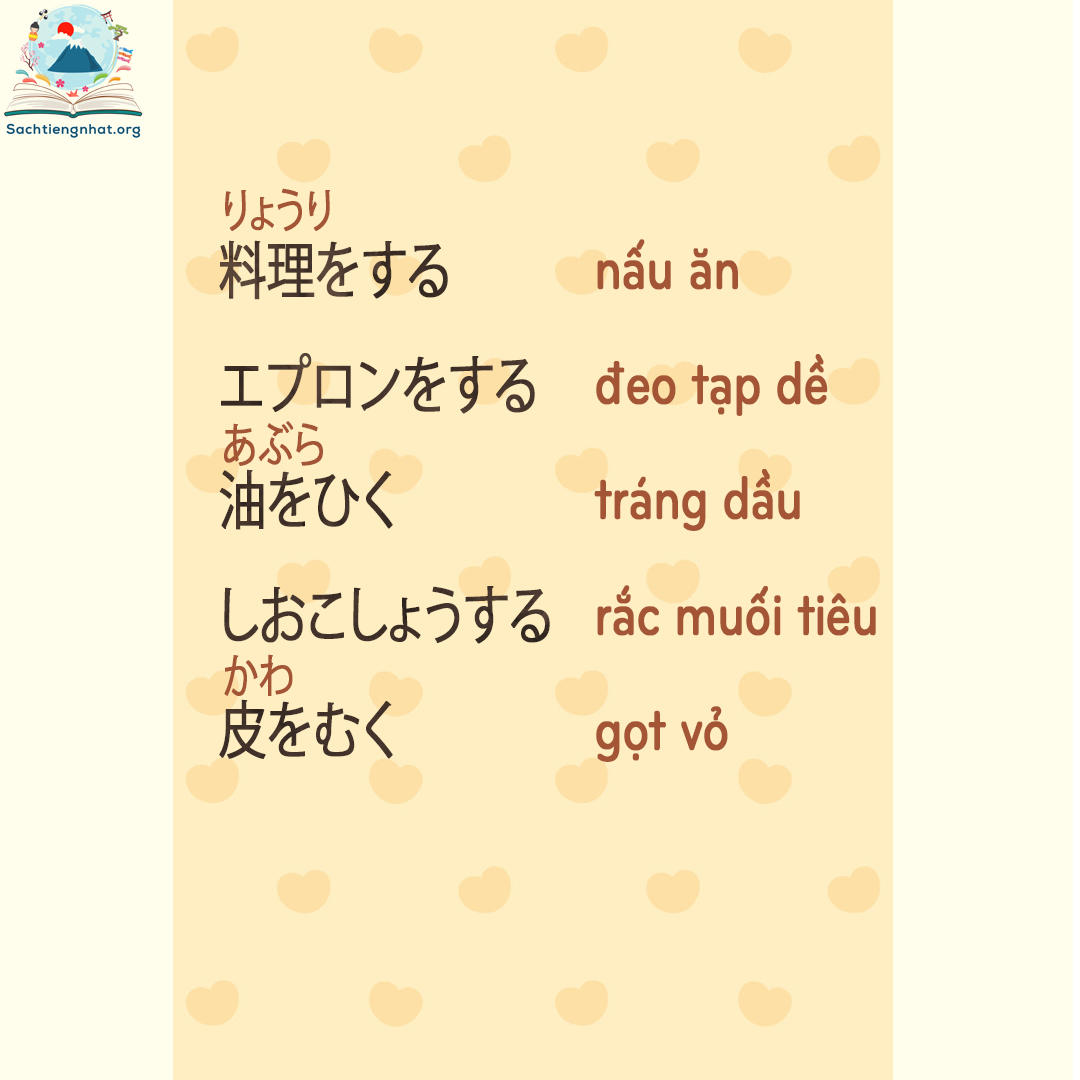 Sachtiengnhat.org
りょうり
料理をする nấu ăn
エプロンをする đeo tạp dề
あぶら
油をひく tráng dầu
しおこしょうする rắc muối tiêu
かわ
皮をむく gọt vỏ